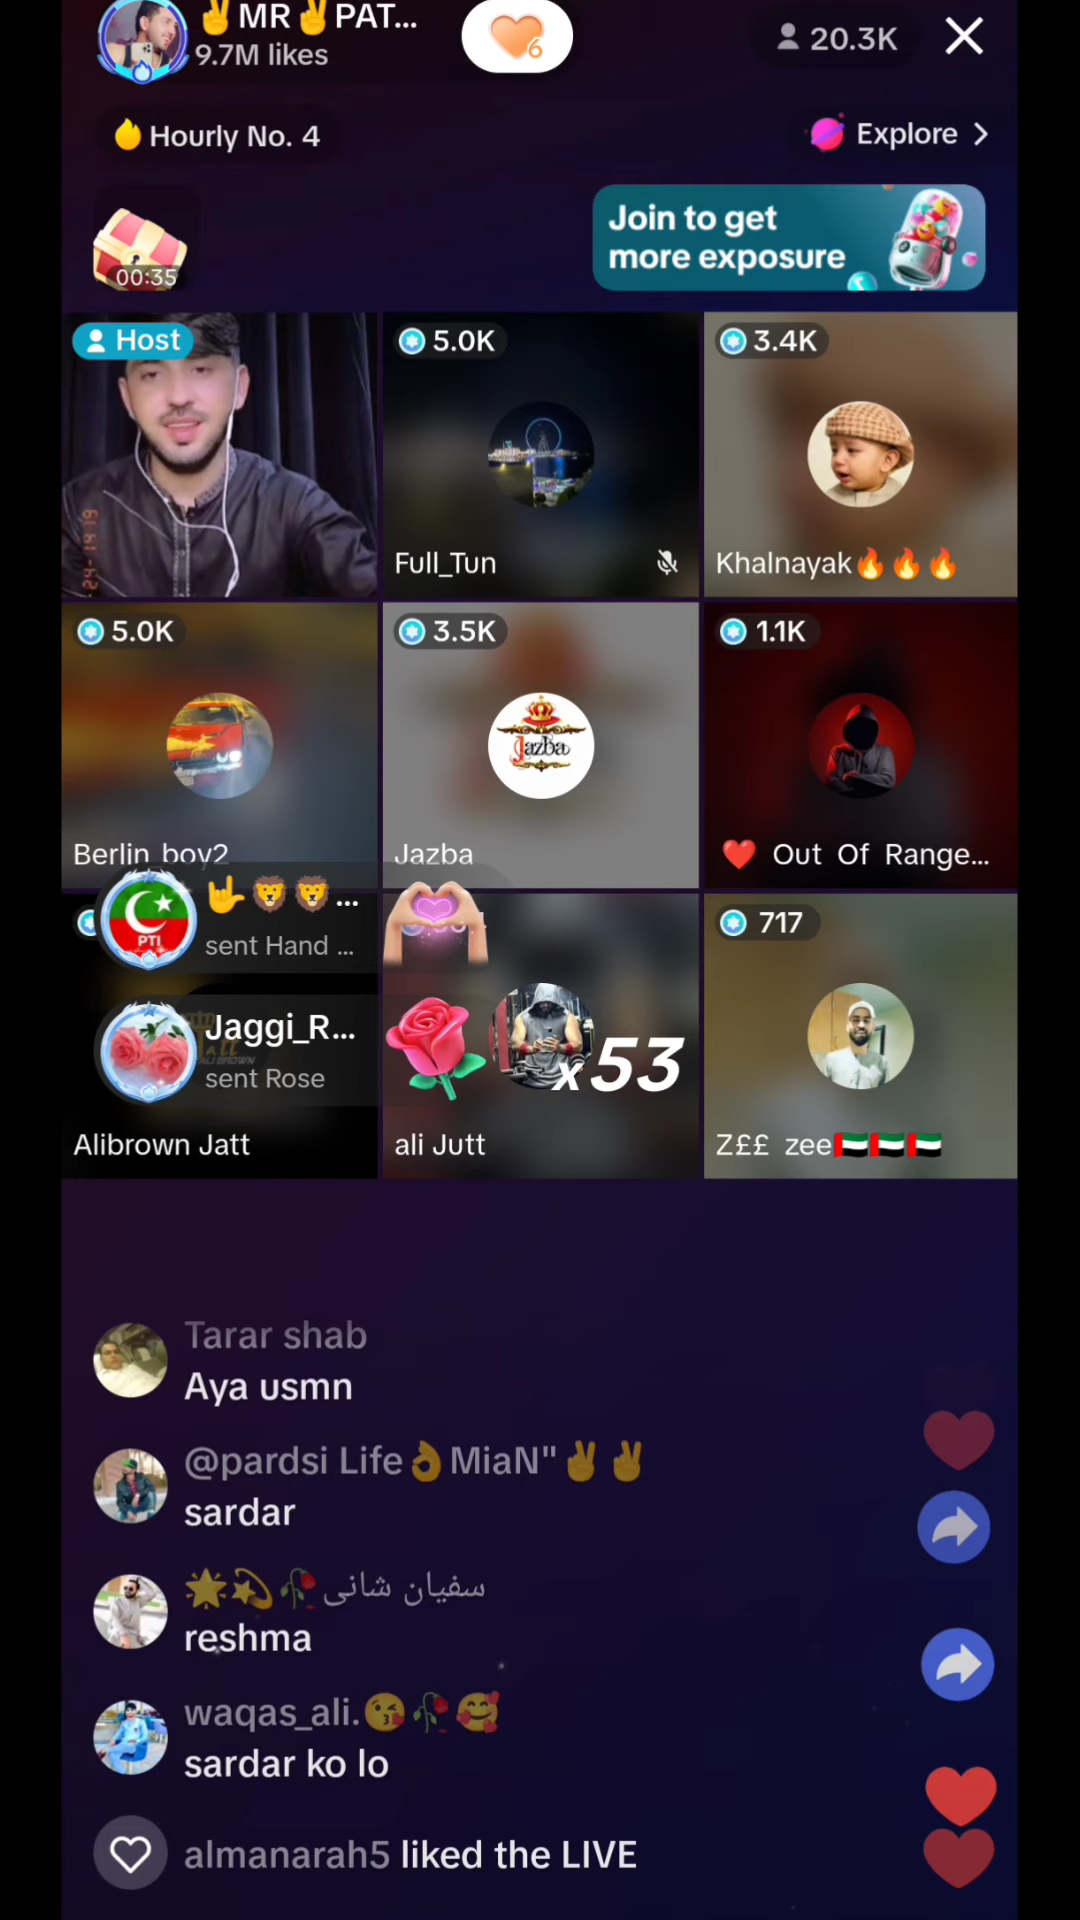 ✌️MR✌️PAT...
9.7M likes
6
20.3K
Hourly No. 4
Explore
00:35
Join to get
more exposure
Host
5.0K
3.4K
Full_Tun
Khalnayak🔥🔥🔥
5.0K
3.5K
1.1K
Jazba
Berlin_boy2
Jazba
❤️ Out Of Range...
🤟🦁🦁...
PTI
sent Hand ...
717
Jaggi_R...
sent Rose
x53
Alibrown Jatt
ali Jutt
Z££ zee🇦🇪🇦🇪🇦🇪
Tarar shab
Aya usmn
@pardsi Life👌MiaN"✌️✌️
sardar
🌟💫🥀سفیان شانی
reshma
waqas_ali.😘🥀🥰
sardar ko lo
almanarah5 liked the LIVE